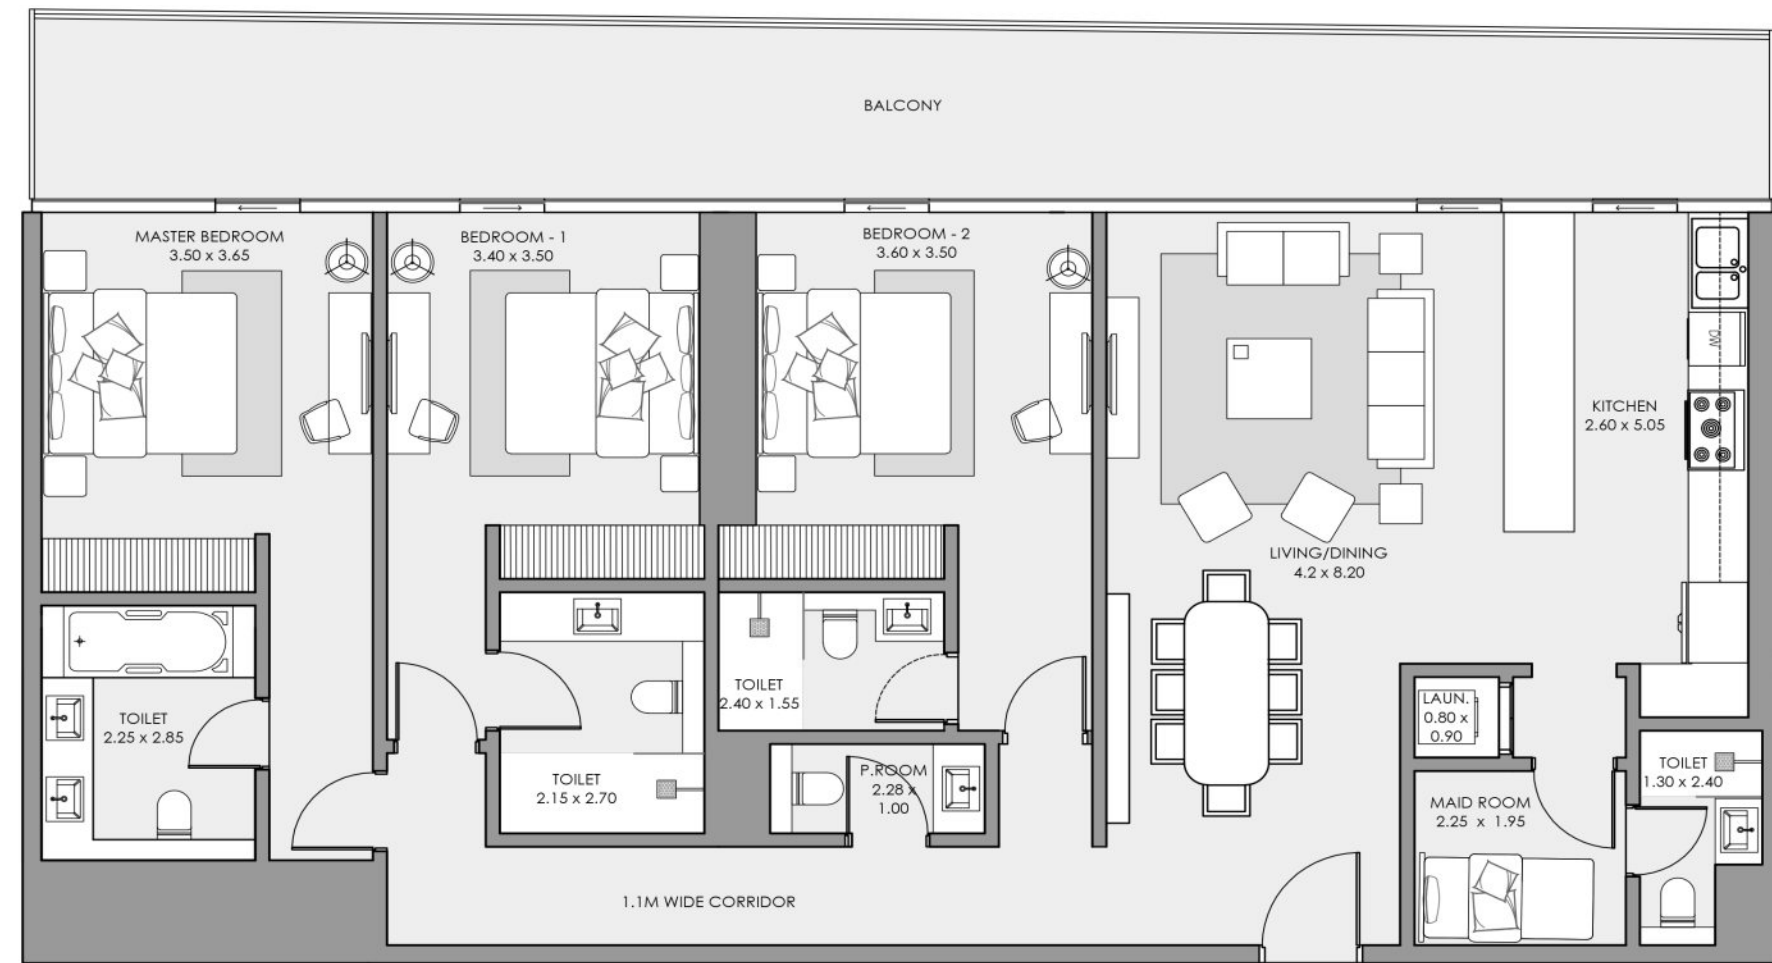 BALCONY
MASTER BEDROOM
3.50 x 3.65
BEDROOM - 1
3.40 x 3.50
BEDROOM - 2
3.60 x 3.50
DW
KITCHEN
2.60 x 5.05
LIVING/DINING
4.2 x 8.20
TOILET
2.25 x 2.85
TOILET
2.15 x 2.70
TOILET
2.40 x 1.55
P.ROOM
2.28 x
1.00
LAUN.
0.80 x
0.90
TOILET
1.30 x 2.40
MAID ROOM
2.25 x 1.95
1.1M WIDE CORRIDOR